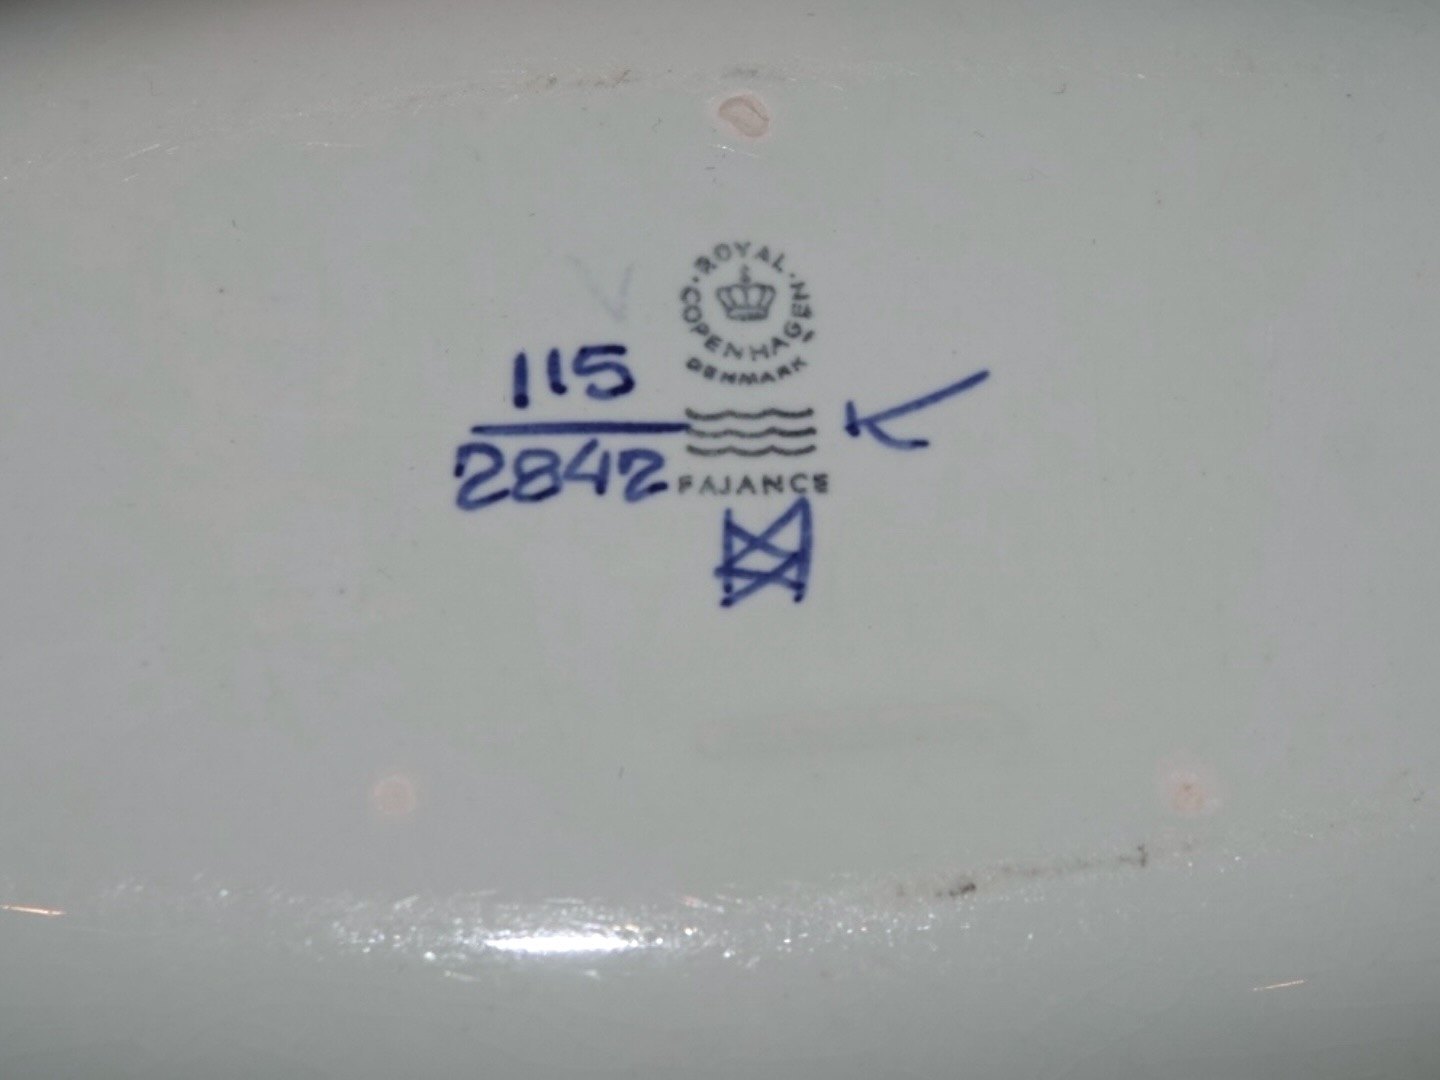 ROYAL
COPENHAGEN
DENMARK
115
2842
K
FAJANCE